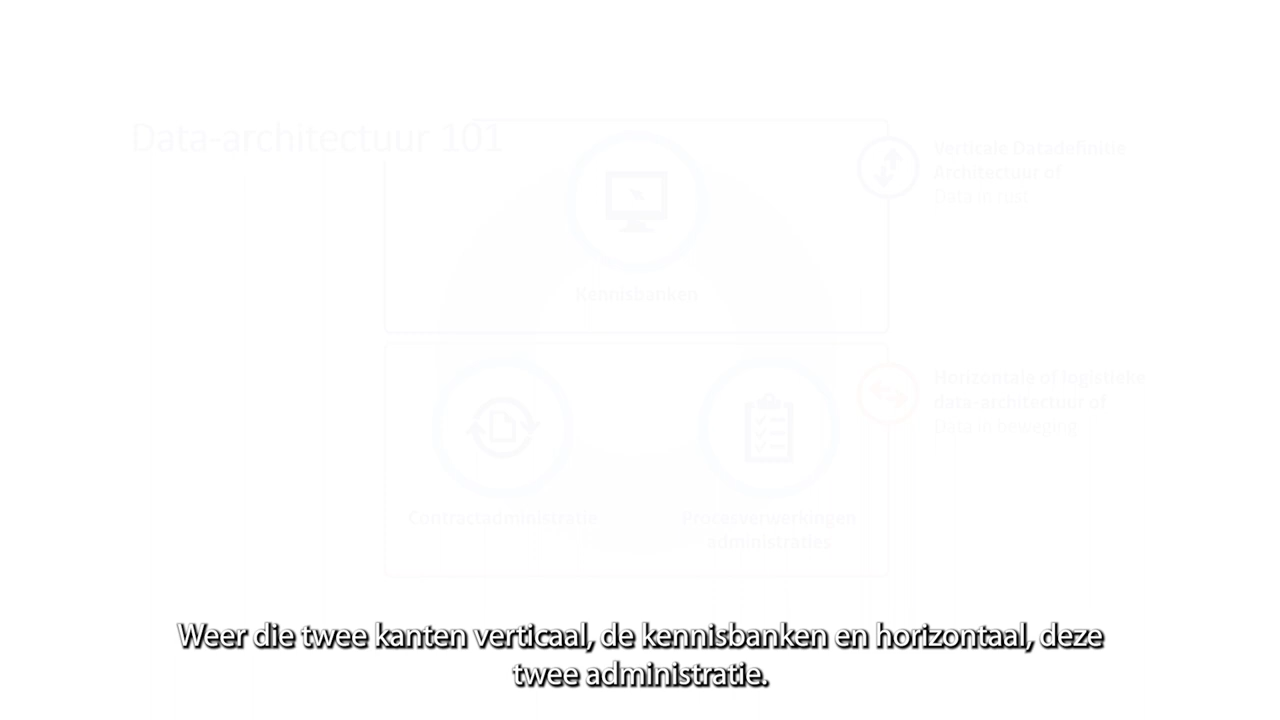 Data-architectuur 101
Verticale Datadefinitie
Architectuur of
Data in rust
Kennisbanken
Horizontale of logistieke
data-architectuur of
Data in beweging
Contractadministratie
Procesverwerkingen
administraties
Weer die twee kanten verticaal, de kennisbanken en horizontaal, deze
twee administratie.